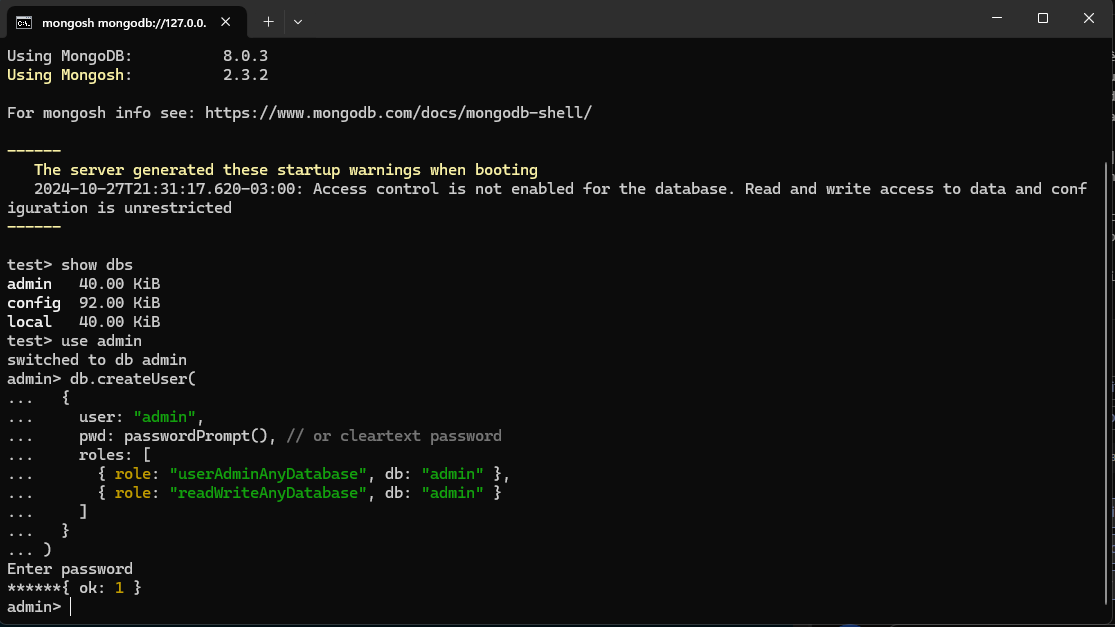 mongosh mongodb://127.0.0.
Using MongoDB:          8.0.3
Using Mongosh:          2.3.2
For mongosh info see: https://www.mongodb.com/docs/mongodb-shell/
------
   The server generated these startup warnings when booting
   2024-10-27T21:31:17.620-03:00: Access control is not enabled for the database. Read and write access to data and conf
iguration is unrestricted
------
test> show dbs
admin   40.00 KiB
config  92.00 KiB
local   40.00 KiB
test> use admin
switched to db admin
admin> db.createUser(
...   {
...     user: "admin",
...     pwd: passwordPrompt(), // or cleartext password
...     roles: [
...       { role: "userAdminAnyDatabase", db: "admin" },
...       { role: "readWriteAnyDatabase", db: "admin" }
...     ]
...   }
... )
Enter password
******{ ok: 1 }
admin>